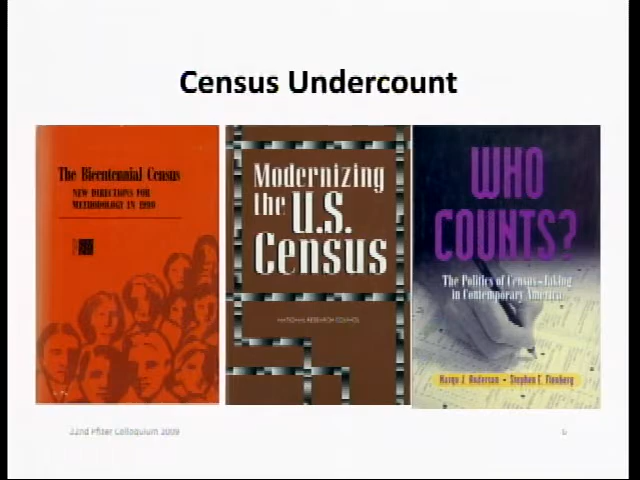 Census Undercount
The Bicentennial Census
NEW DIRECTIONS FOR
METHODOLOGY IN 1990
Modernizing
the U.S.
Census
NATIONAL RESEARCH COUNCIL
WHO
COUNTS?
The Politics of Census-Taking
in Contemporary America
Margo J. Anderson • Stephen E. Fienberg
22nd Pfizer Colloquium 2009
6